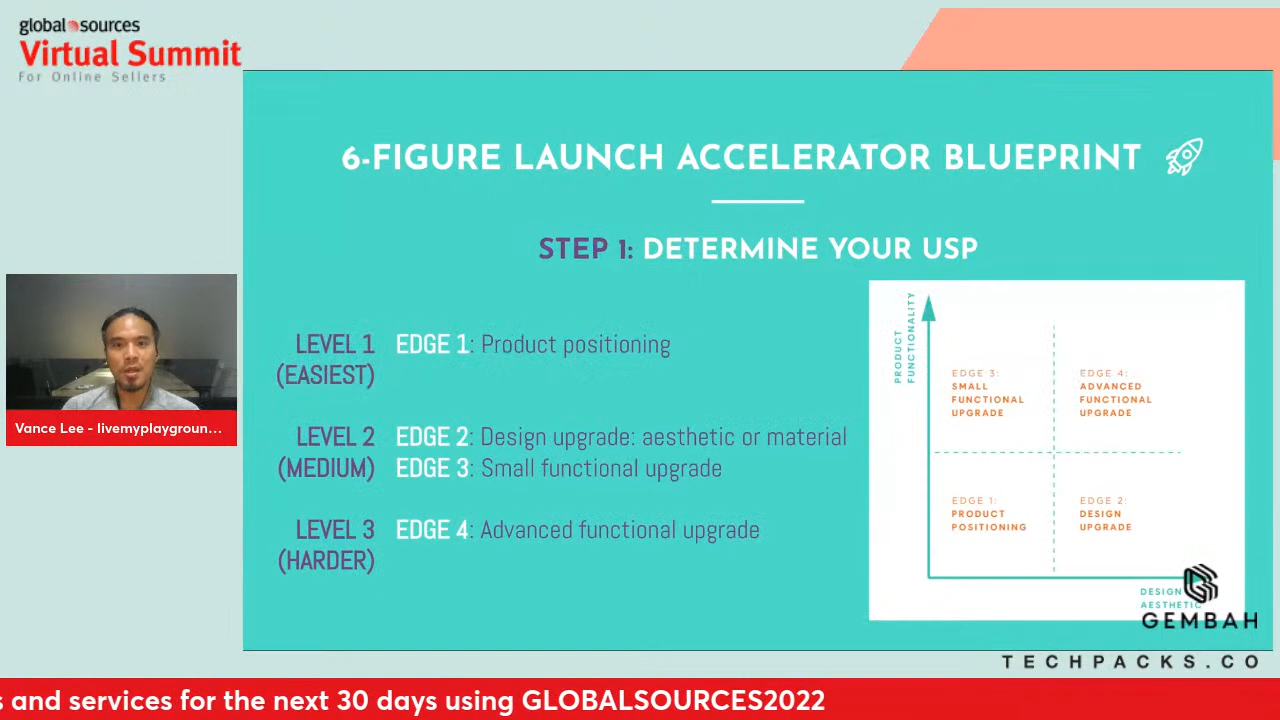 global sources
Virtual Summit
For Online Sellers
6-FIGURE LAUNCH ACCELERATOR BLUEPRINT
STEP 1: DETERMINE YOUR USP
LEVEL 1 EDGE 1: Product positioning
(EASIEST)
LEVEL 2 EDGE 2: Design upgrade: aesthetic or material
(MEDIUM) EDGE 3: Small functional upgrade
LEVEL 3 EDGE 4: Advanced functional upgrade
(HARDER)
PRODUCT
FUNCTIONALITY
EDGE 3:
SMALL
FUNCTIONAL
UPGRADE
EDGE 4:
ADVANCED
FUNCTIONAL
UPGRADE
EDGE 1:
PRODUCT
POSITIONING
EDGE 2:
DESIGN
UPGRADE
DESIGN
AESTHETIC
GEMBAH
TECHPACKS.CO
Vance Lee - livemyplaygroun...
s and services for the next 30 days using GLOBALSOURCES2022